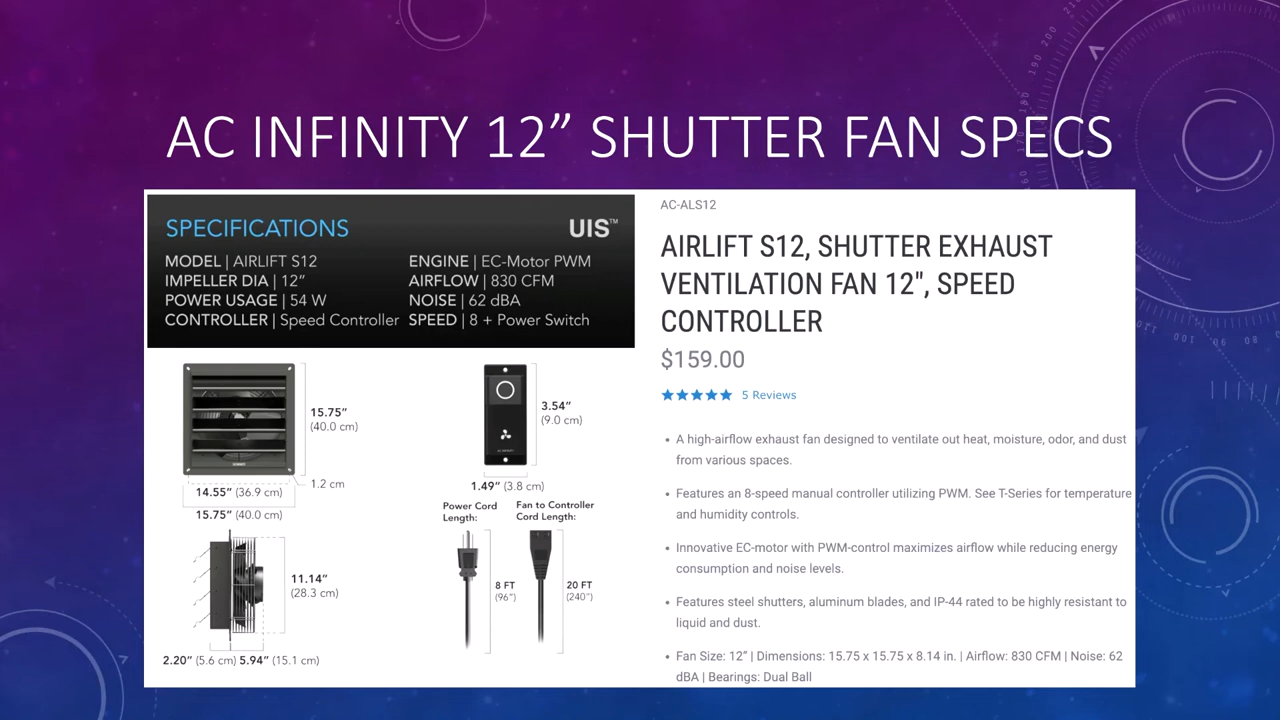 AC INFINITY 12” SHUTTER FAN SPECS
SPECIFICATIONS
UIS™
MODEL | AIRLIFT S12
ENGINE | EC-Motor PWM
IMPELLER DIA | 12”
AIRFLOW | 830 CFM
POWER USAGE | 54 W
NOISE | 62 dBA
CONTROLLER | Speed Controller
SPEED | 8 + Power Switch
15.75”
(40.0 cm)
1.2 cm
14.55” (36.9 cm)
15.75” (40.0 cm)
3.54”
(9.0 cm)
1.49” (3.8 cm)
11.14”
(28.3 cm)
2.20” (5.6 cm) 5.94” (15.1 cm)
Power Cord
Length:
Fan to Controller
Cord Length:
8 FT
(96”)
20 FT
(240”)
AC-ALS12
AIRLIFT S12, SHUTTER EXHAUST
VENTILATION FAN 12", SPEED
CONTROLLER
$159.00
5 Reviews
• A high-airflow exhaust fan designed to ventilate out heat, moisture, odor, and dust
from various spaces.
• Features an 8-speed manual controller utilizing PWM. See T-Series for temperature
and humidity controls.
• Innovative EC-motor with PWM-control maximizes airflow while reducing energy
consumption and noise levels.
• Features steel shutters, aluminum blades, and IP-44 rated to be highly resistant to
liquid and dust.
• Fan Size: 12” | Dimensions: 15.75 x 15.75 x 8.14 in. | Airflow: 830 CFM | Noise: 62
dBA | Bearings: Dual Ball